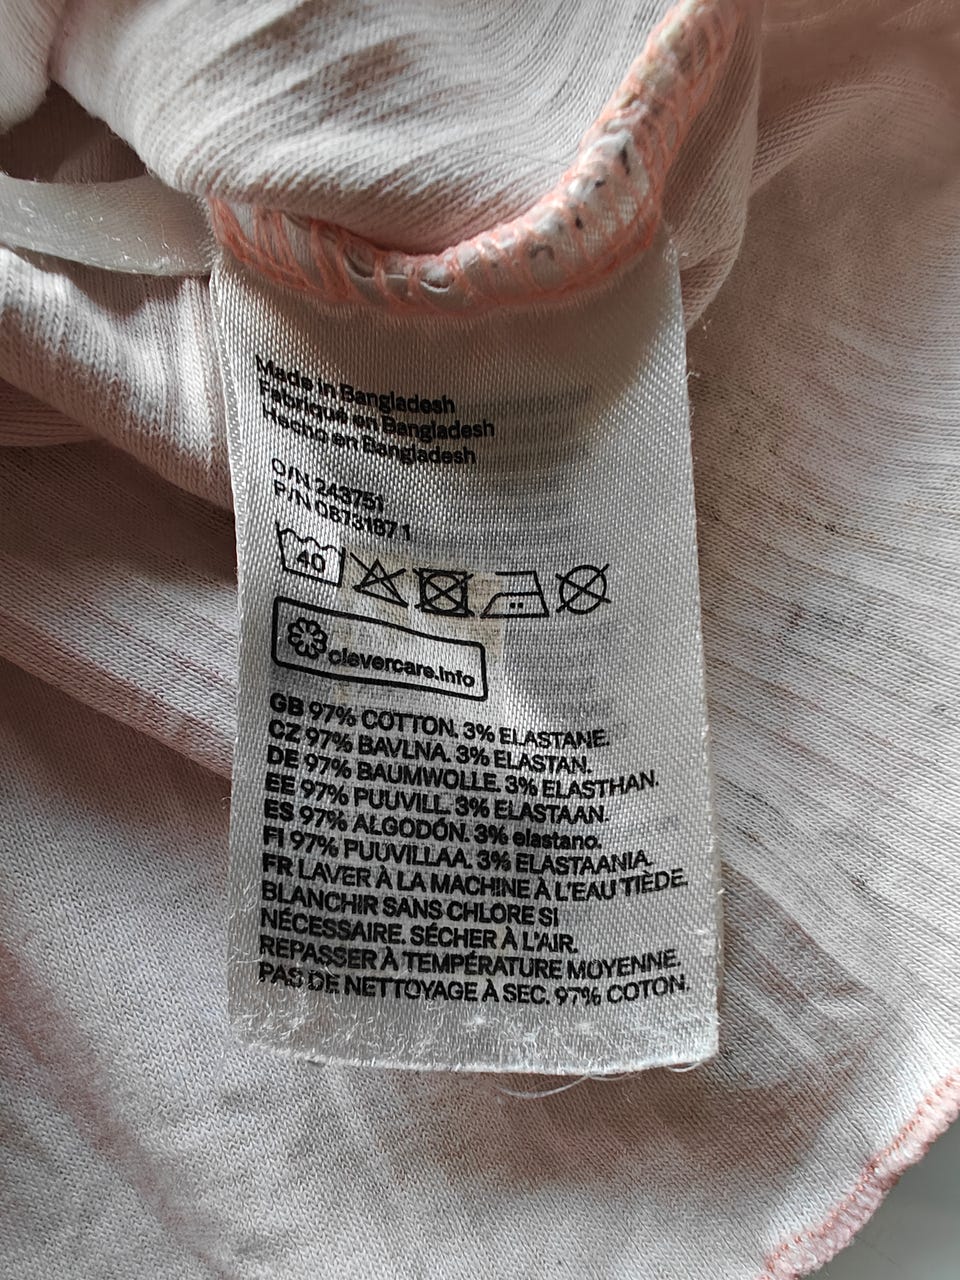 Made in Bangladesh
Fabriqué en Bangladesh
Hecho en Bangladesh
O/N 243751
P/N 0873187 1
40
clevercare.info
GB 97% COTTON. 3% ELASTANE.
CZ 97% BAVLNA. 3% ELASTAN.
DE 97% BAUMWOLLE. 3% ELASTHAN.
EE 97% PUUVILL. 3% ELASTAAN.
ES 97% ALGODÓN. 3% elastano.
FI 97% PUUVILLAA. 3% ELASTAANIA.
FR LAVER À LA MACHINE À L'EAU TIÈDE.
BLANCHIR SANS CHLORE SI
NÉCESSAIRE. SÉCHER À L'AIR.
REPASSER À TEMPÉRATURE MOYENNE.
PAS DE NETTOYAGE À SEC. 97% COTON.